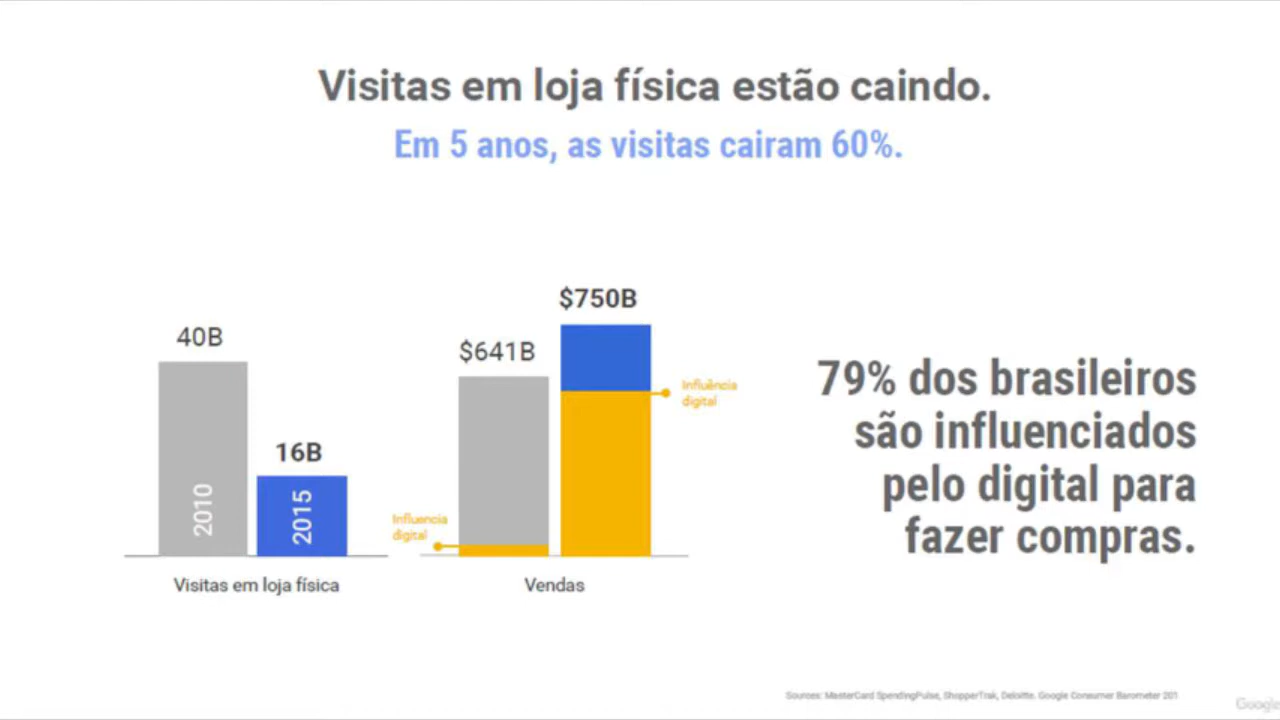 Visitas em loja física estão caindo.
Em 5 anos, as visitas cairam 60%.
40B
16B
2010
2015
Visitas em loja física
$641B
$750B
Influencia
digital
Influência
digital
Vendas
79% dos brasileiros
são influenciados
pelo digital para
fazer compras.
Sources: MasterCard SpendingPulse, ShopperTrak, Deloitte. Google Consumer Barometer 201
Google